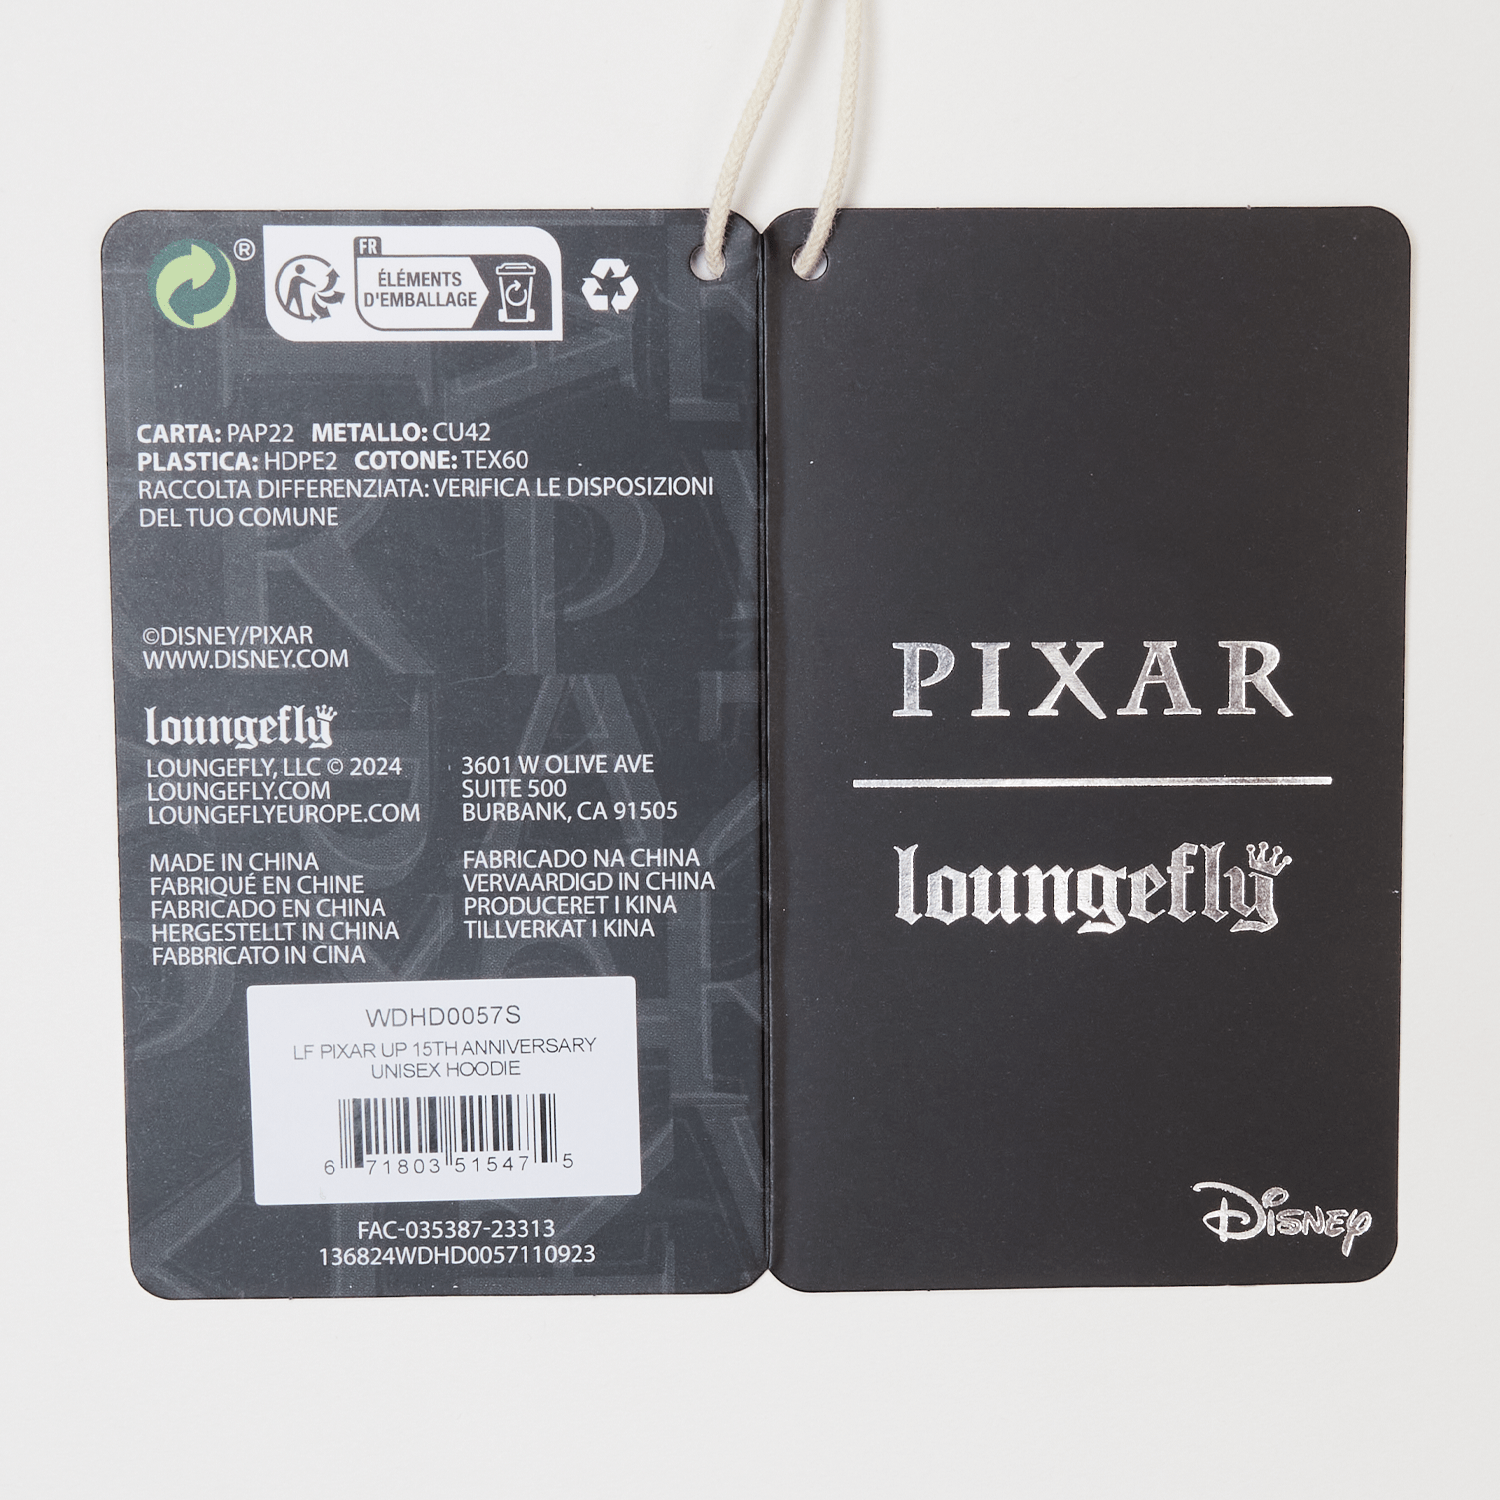 ®
FR
ÉLÉMENTS
D'EMBALLAGE
CARTA: PAP22 METALLO: CU42
PLASTICA: HDPE2 COTONE: TEX60
RACCOLTA DIFFERENZIATA: VERIFICA LE DISPOSIZIONI
DEL TUO COMUNE
©DISNEY/PIXAR
WWW.DISNEY.COM
loungefly
LOUNGEFLY, LLC © 2024
LOUNGEFLY.COM
LOUNGEFLYEUROPE.COM
3601 W OLIVE AVE
SUITE 500
BURBANK, CA 91505
MADE IN CHINA
FABRIQUÉ EN CHINE
FABRICADO EN CHINA
HERGESTELLT IN CHINA
FABBRICATO IN CINA
FABRICADO NA CHINA
VERVAARDIGD IN CHINA
PRODUCERET I KINA
TILLVERKAT I KINA
WDHD0057S
LF PIXAR UP 15TH ANNIVERSARY
UNISEX HOODIE
6 71803 51547 5
FAC-035387-23313
136824WDHD0057110923
PIXAR
loungefly
Disney